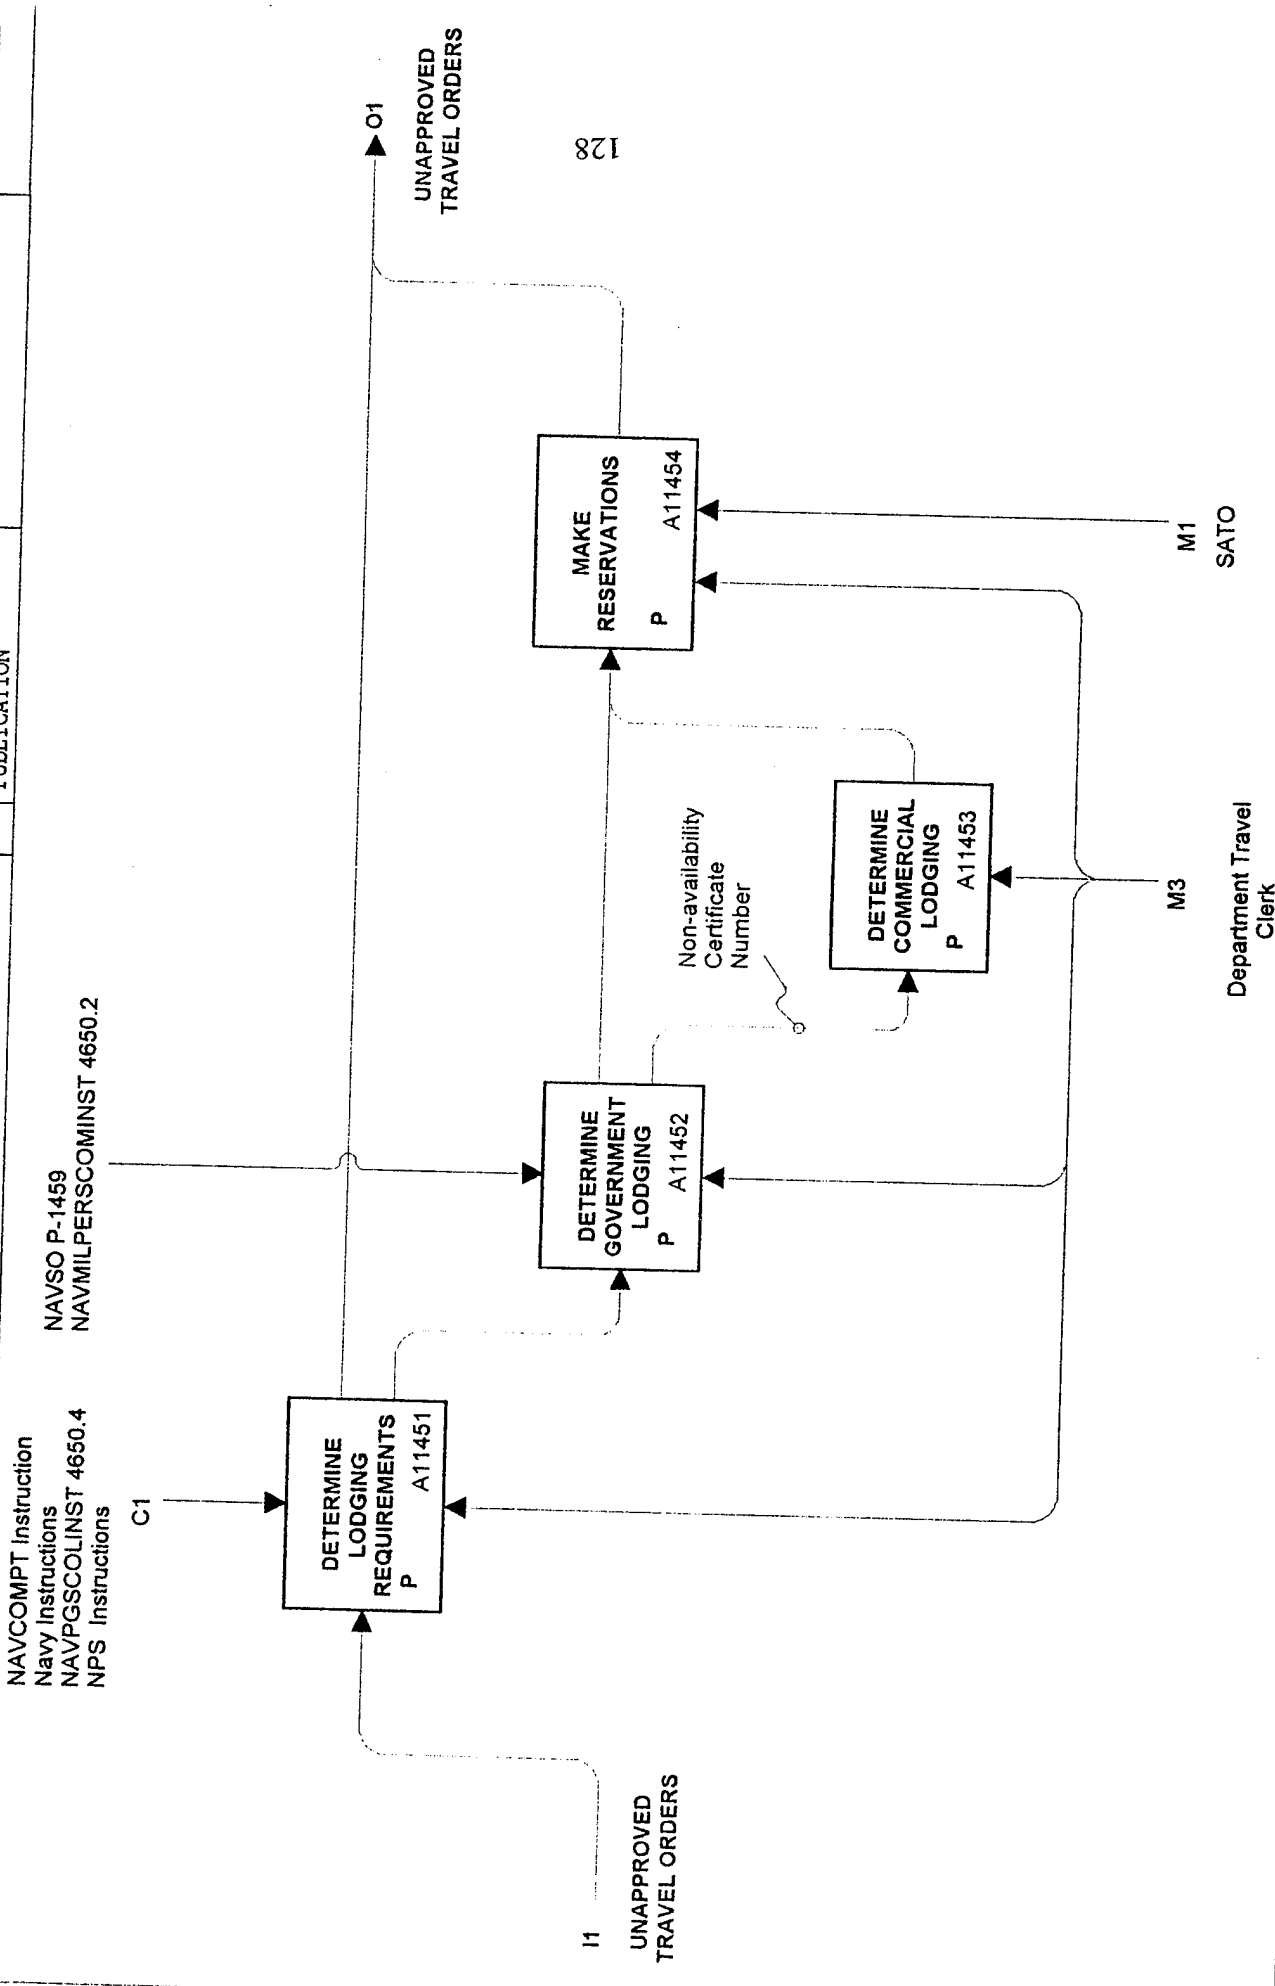 PUBLICATION
NAVCOMPT Instruction
Navy Instructions
NAVPGSCOLINST 4650.4
NPS Instructions
C1
NAVSO P-1459
NAVMILPERSCOMINST 4650.2
I1
UNAPPROVED
TRAVEL ORDERS
DETERMINE
LODGING
REQUIREMENTS
P A11451
DETERMINE
GOVERNMENT
LODGING
P A11452
Non-availability
Certificate
Number
DETERMINE
COMMERCIAL
LODGING
P A11453
MAKE
RESERVATIONS
P A11454
O1
UNAPPROVED
TRAVEL ORDERS
M3
Department Travel
Clerk
M1
SATO
128